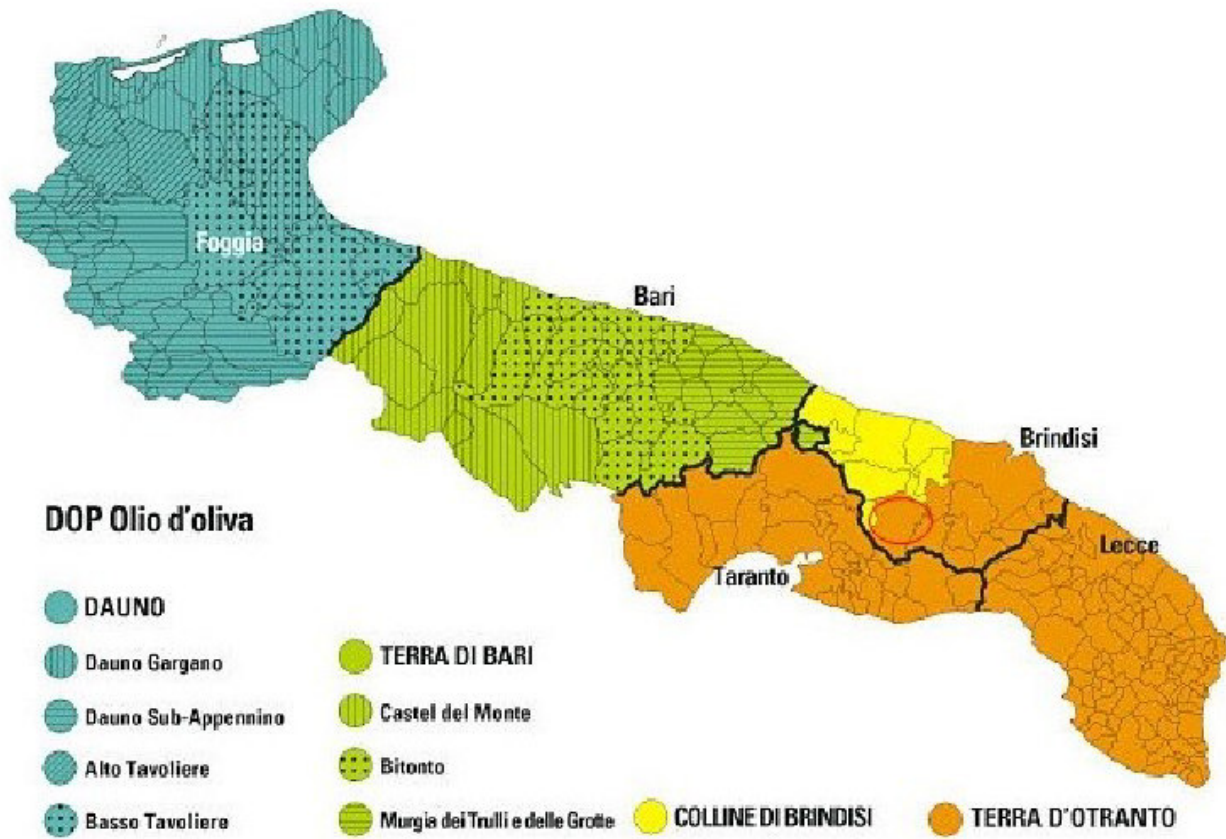 Foggia
Bari
Brindisi
Lecce
Taranto
DOP Olio d'oliva
DAUNO
Dauno Gargano
Dauno Sub-Appennino
Alto Tavoliere
Basso Tavoliere
TERRA DI BARI
Castel del Monte
Bitonto
Murgia dei Trulli e delle Grotte
COLLINE DI BRINDISI
TERRA D'OTRANTO